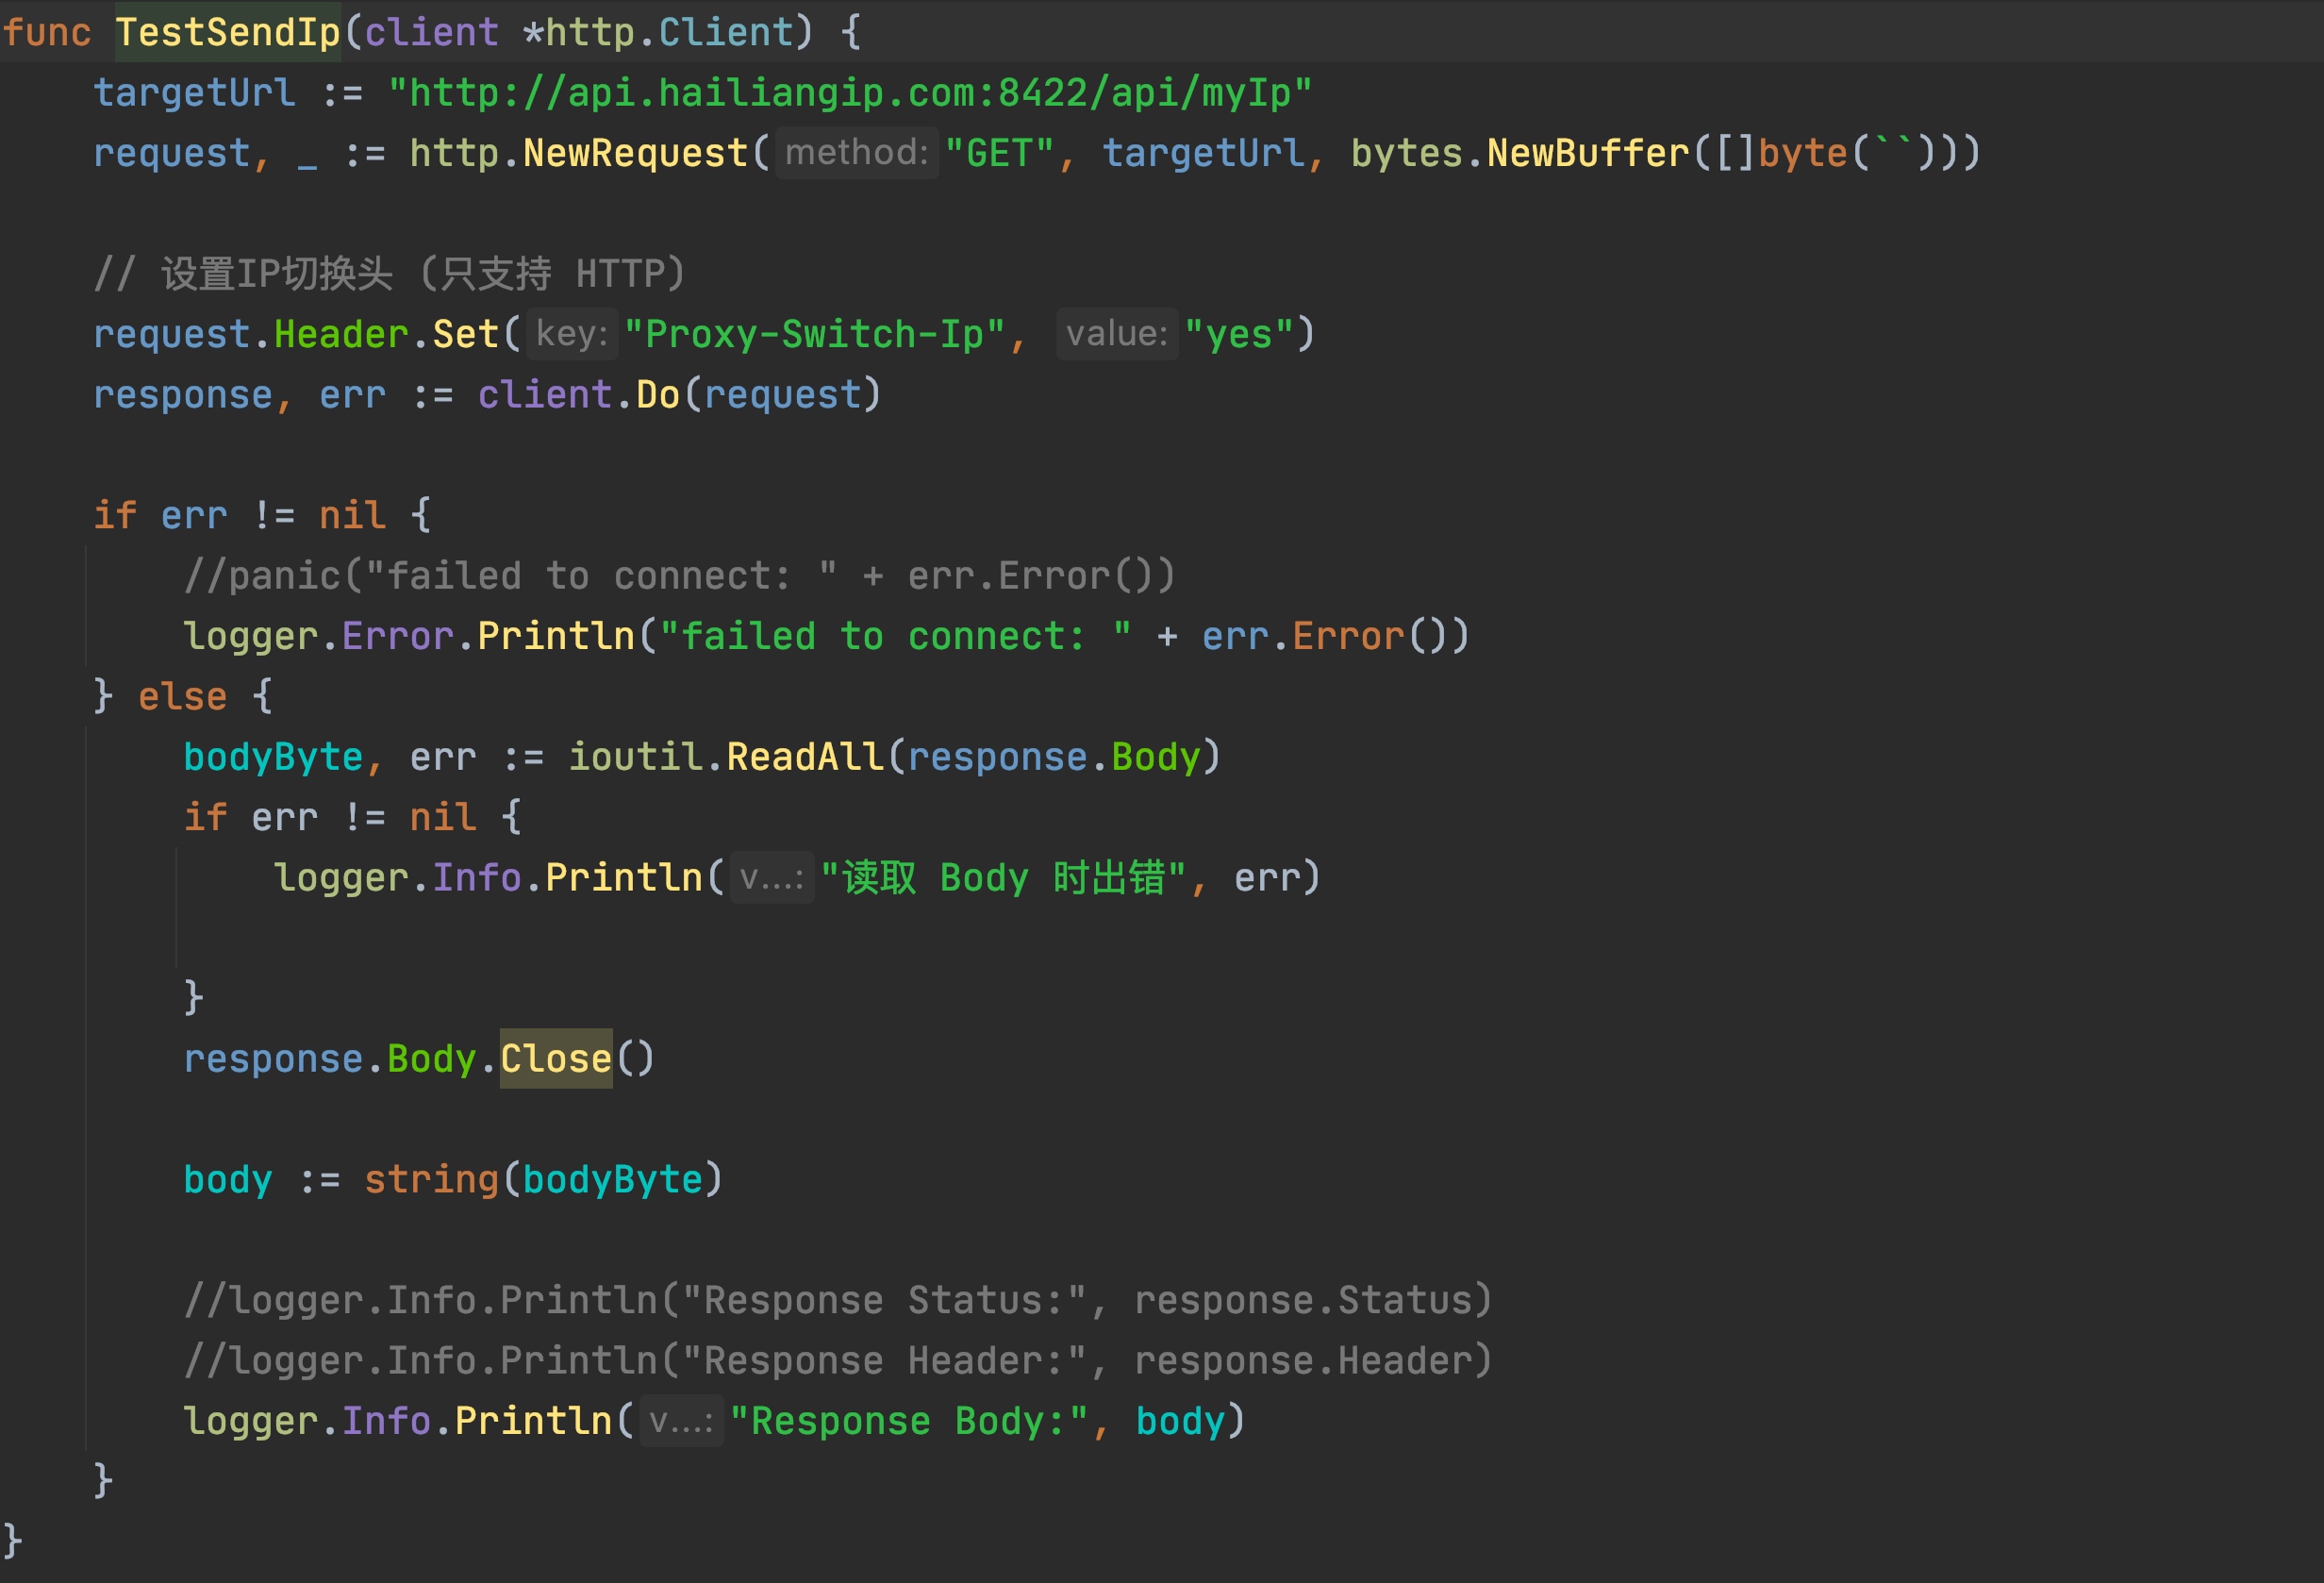 func TestSendIp(client *http.Client) {
    targetUrl := "http://api.hailiangip.com:8422/api/myIp"
    request, _ := http.NewRequest( method: "GET", targetUrl, bytes.NewBuffer([]byte(``)))

    // 设置IP切换头 (只支持 HTTP)
    request.Header.Set( key: "Proxy-Switch-Ip", value: "yes")
    response, err := client.Do(request)

    if err != nil {
        //panic("failed to connect: " + err.Error())
        logger.Error.Println("failed to connect: " + err.Error())
    } else {
        bodyByte, err := ioutil.ReadAll(response.Body)
        if err != nil {
            logger.Info.Println( v...: "读取 Body 时出错", err)

        }
        response.Body.Close()

        body := string(bodyByte)

        //logger.Info.Println("Response Status:", response.Status)
        //logger.Info.Println("Response Header:", response.Header)
        logger.Info.Println( v...: "Response Body:", body)
    }
}